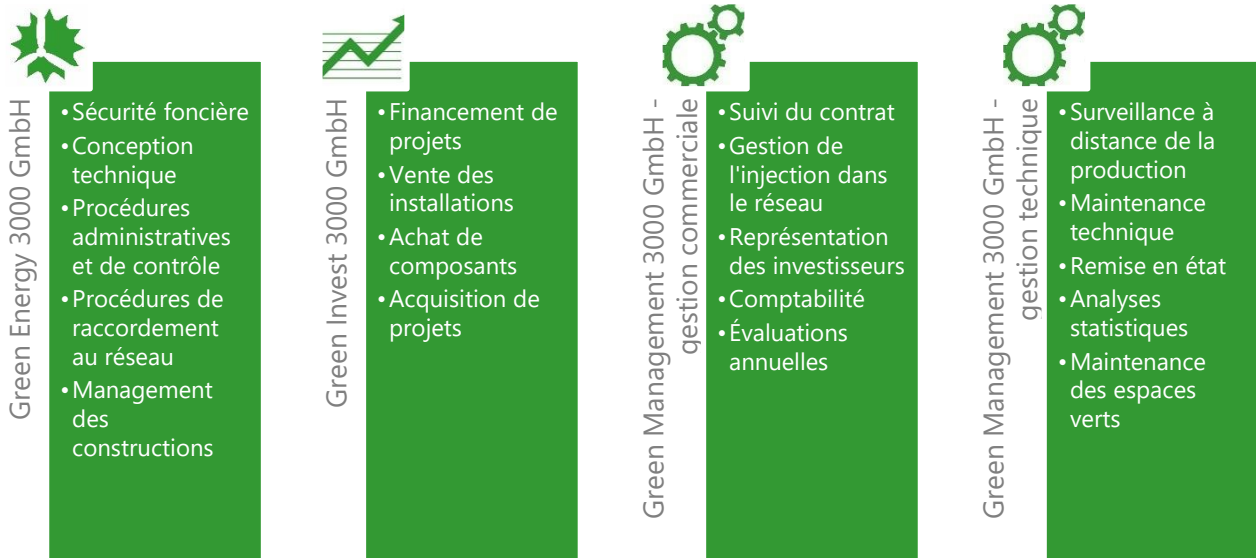 Green Energy 3000 GmbH
• Sécurité foncière
• Conception
technique
• Procédures
administratives
et de contrôle
• Procédures de
raccordement
au réseau
• Management
des
constructions
Green Invest 3000 GmbH
• Financement de
projets
• Vente des
installations
• Achat de
composants
• Acquisition de
projets
Green Management 3000 GmbH -
gestion commerciale
• Suivi du contrat
• Gestion de
l'injection dans
le réseau
• Représentation
des investisseurs
• Comptabilité
• Évaluations
annuelles
Green Management 3000 GmbH -
gestion technique
• Surveillance à
distance de la
production
• Maintenance
technique
• Remise en état
• Analyses
statistiques
• Maintenance
des espaces
verts